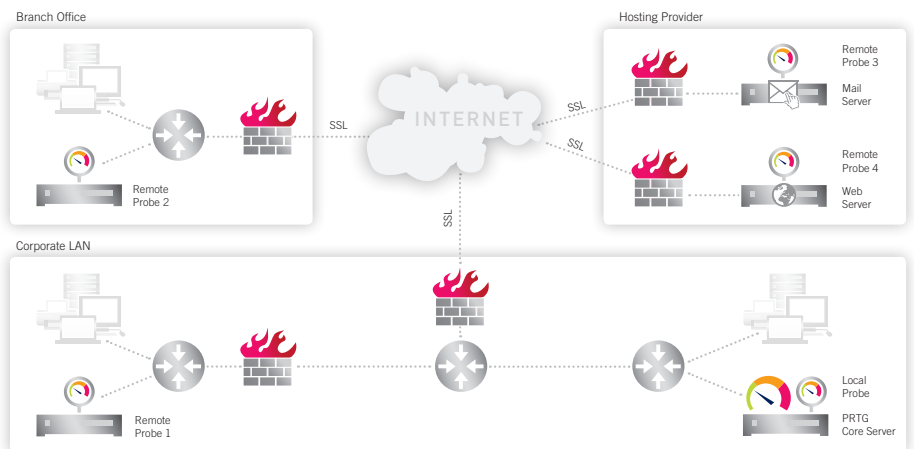 Branch Office
Hosting Provider
Remote
Probe 3
Mail
Server
SSL
INTERNET
SSL
SSL
Remote
Probe 4
Web
Server
Remote
Probe 2
SSL
Corporate LAN
Remote
Probe 1
Local
Probe
PRTG
Core Server